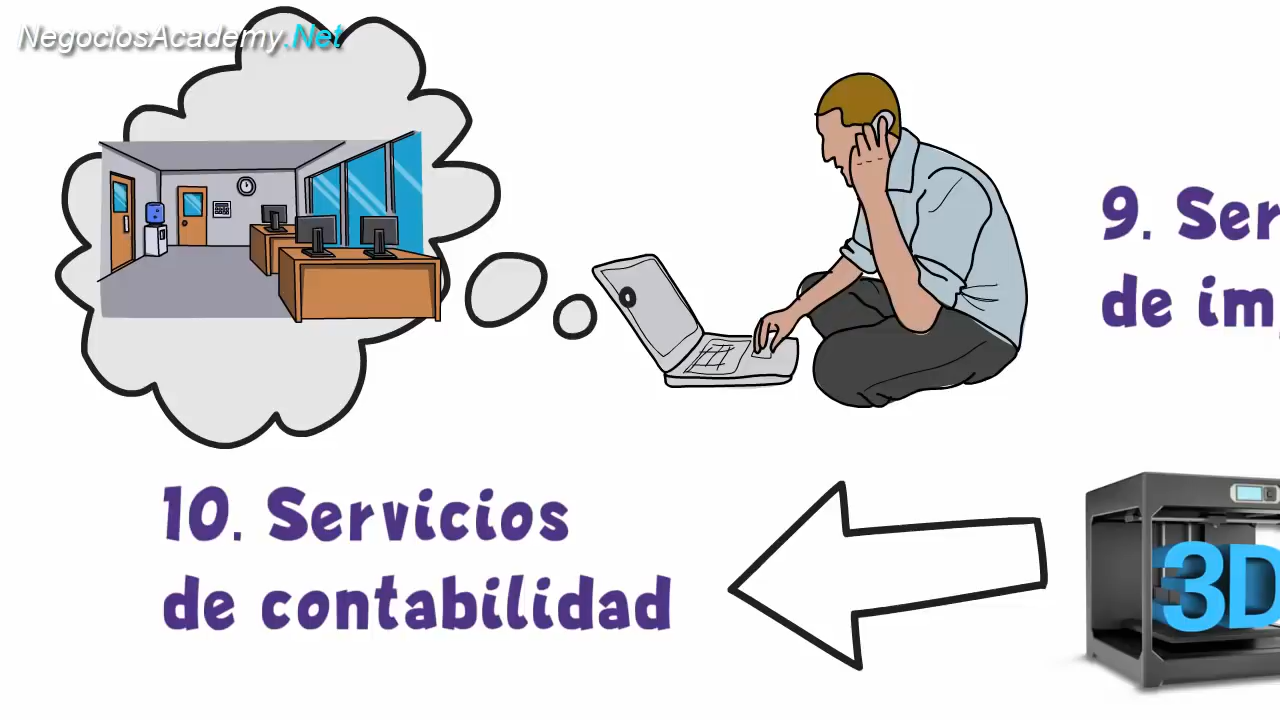 NegociosAcademy.Net
9. Ser
de im
10. Servicios
de contabilidad
3D